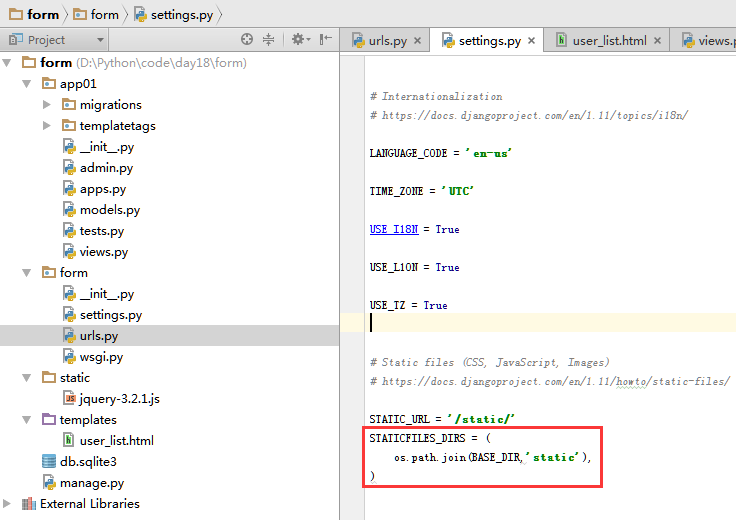 form form settings.py
Project
urls.py settings.py user_list.html views.p
form (D:\Python\code\day18\form)
app01
migrations
templatetags
__init__.py
admin.py
apps.py
models.py
tests.py
views.py
form
__init__.py
settings.py
urls.py
wsgi.py
static
JS
jquery-3.2.1.js
templates
user_list.html
db.sqlite3
manage.py
External Libraries
# Internationalization
# https://docs.djangoproject.com/en/1.11/topics/i18n/
LANGUAGE_CODE = 'en-us'
TIME_ZONE = 'UTC'
USE_I18N = True
USE_L10N = True
USE_TZ = True
# Static files (CSS, JavaScript, Images)
# https://docs.djangoproject.com/en/1.11/howto/static-files/
STATIC_URL = '/static/'
STATICFILES_DIRS = (
os.path.join(BASE_DIR,'static'),
)